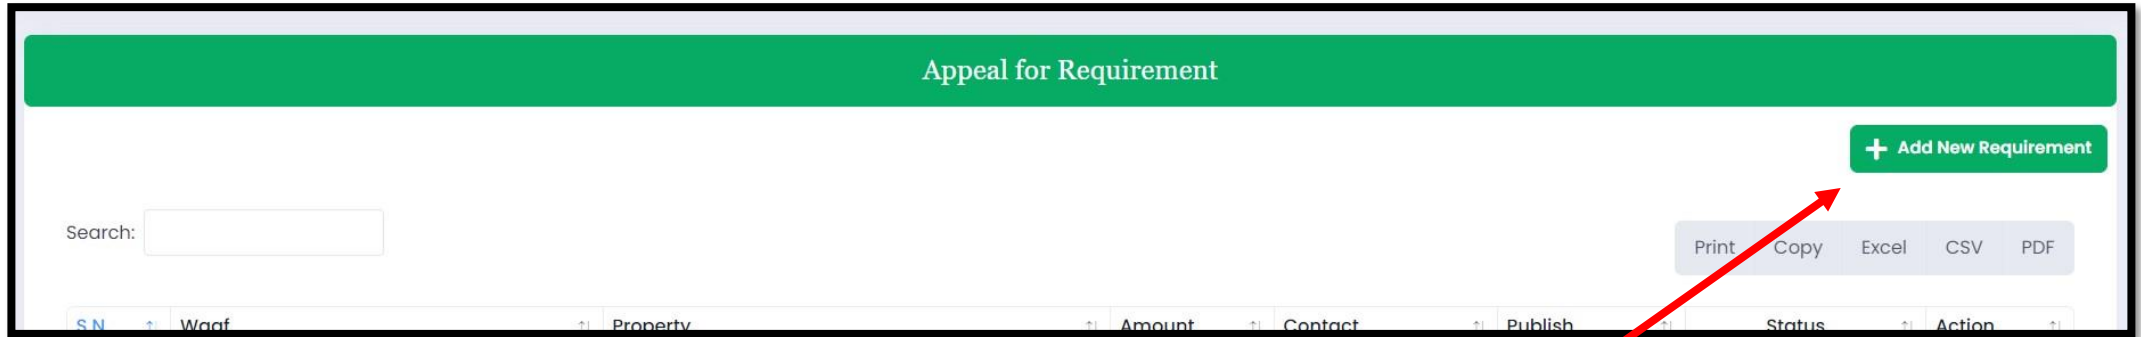 Appeal for Requirement
Add New Requirement
Search:
Print Copy Excel CSV PDF
S.N. Waqf Property Amount Contact Publish Status Action